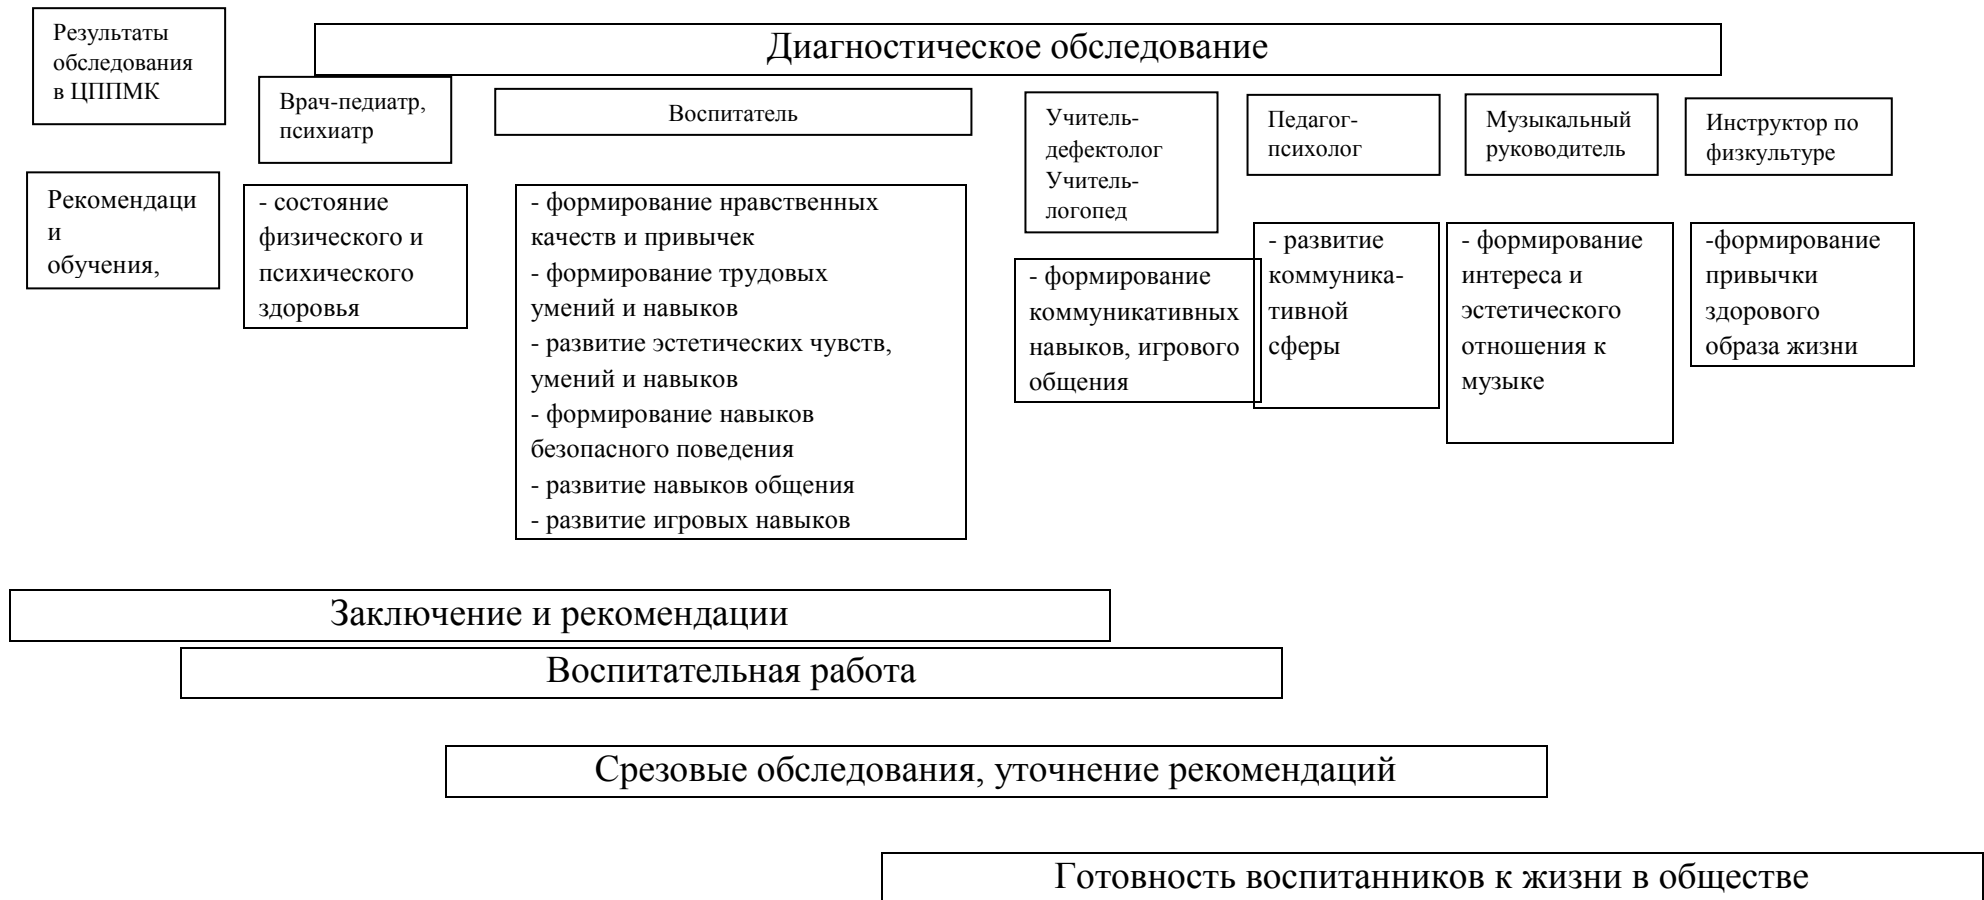 Результаты
обследования
в ЦППМК
Диагностическое обследование
Врач-педиатр,
психиатр
Воспитатель
Учитель-
дефектолог
Учитель-
логопед
Педагог-
психолог
Музыкальный
руководитель
Инструктор по
физкультуре
Рекомендаци
и
обучения,
- состояние
физического и
психического
здоровья
- формирование нравственных
качеств и привычек
- формирование трудовых
умений и навыков
- развитие эстетических чувств,
умений и навыков
- формирование навыков
безопасного поведения
- развитие навыков общения
- развитие игровых навыков
- формирование
коммуникативных
навыков, игрового
общения
- развитие
коммуника-
тивной
сферы
- формирование
интереса и
эстетического
отношения к
музыке
-формирование
привычки
здорового
образа жизни
Заключение и рекомендации
Воспитательная работа
Срезовые обследования, уточнение рекомендаций
Готовность воспитанников к жизни в обществе